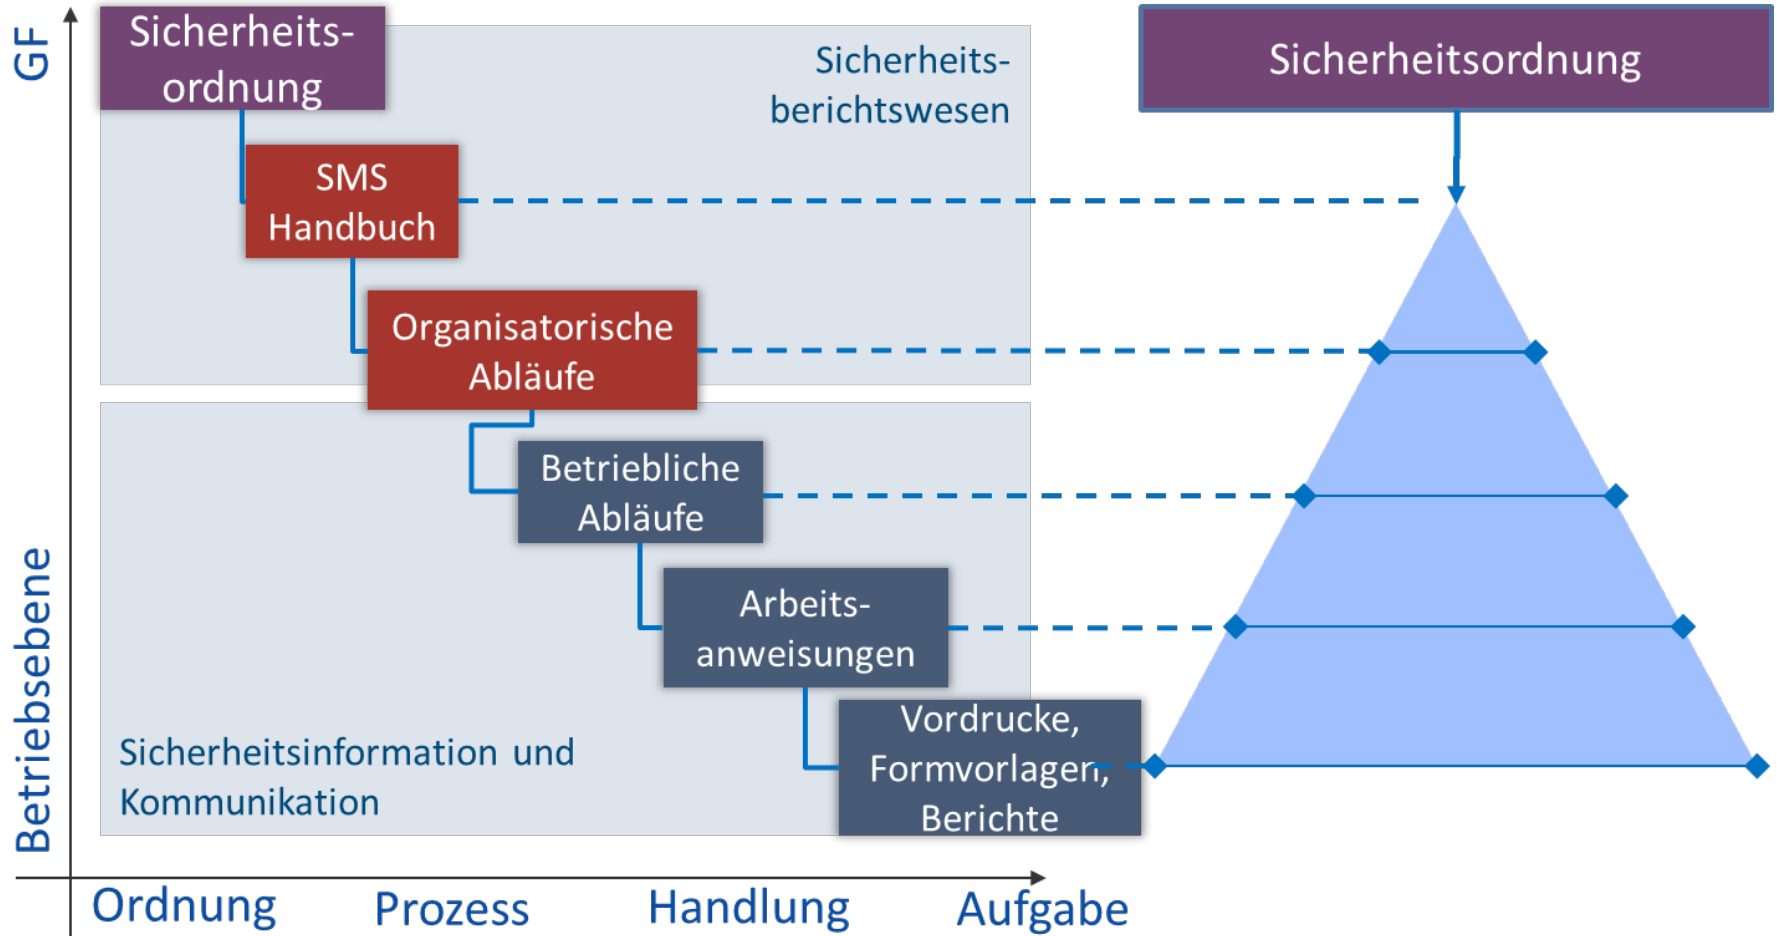 GF
Sicherheits-
ordnung
Sicherheits-
berichtswesen
Sicherheitsordnung
SMS
Handbuch
Organisatorische
Abläufe
Betriebliche
Abläufe
Arbeits-
anweisungen
Vordrucke,
Formvorlagen,
Berichte
Sicherheitsinformation und
Kommunikation
Betriebsebene
Ordnung
Prozess
Handlung
Aufgabe